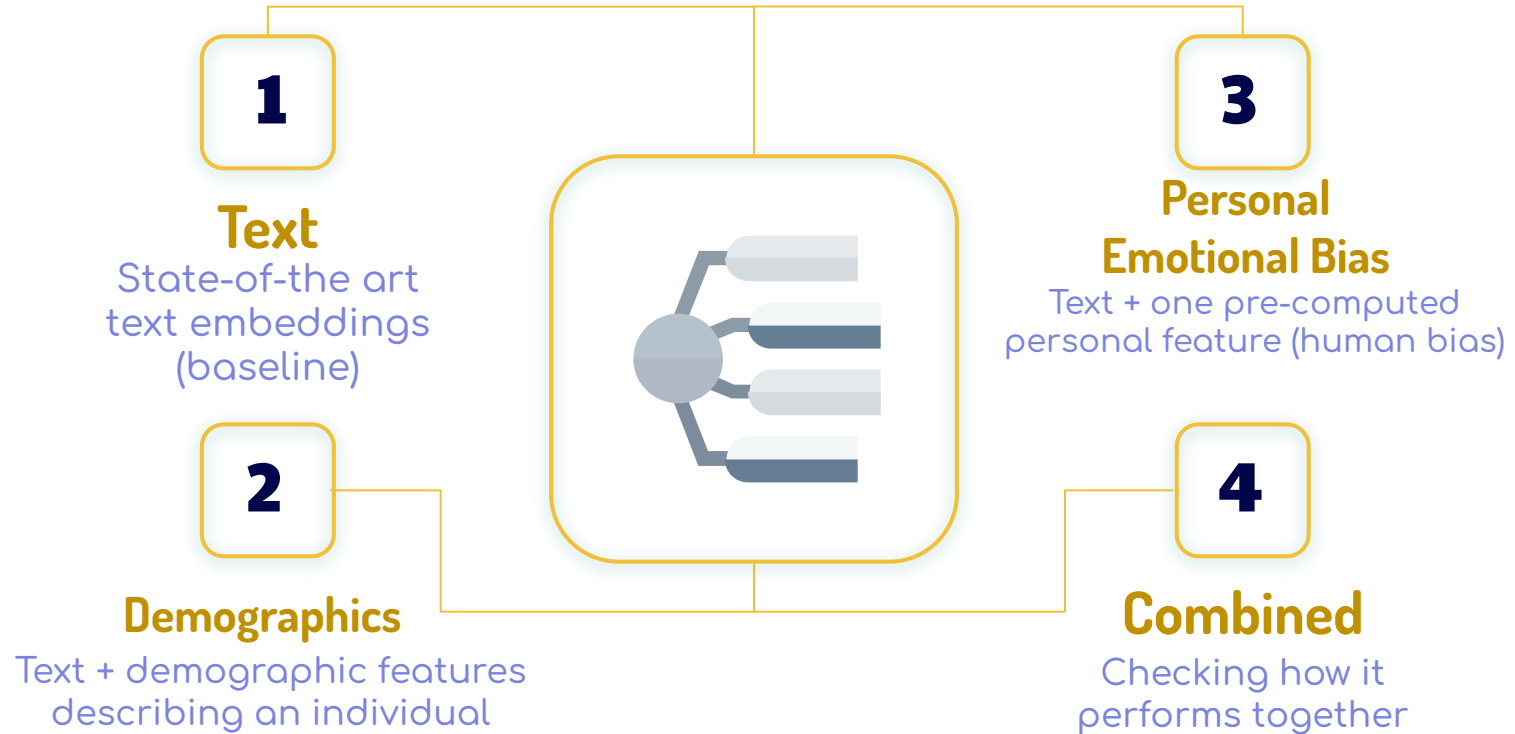 1
Text
State-of-the art
text embeddings
(baseline)
2
Demographics
Text + demographic features
describing an individual
3
Personal
Emotional Bias
Text + one pre-computed
personal feature (human bias)
4
Combined
Checking how it
performs together